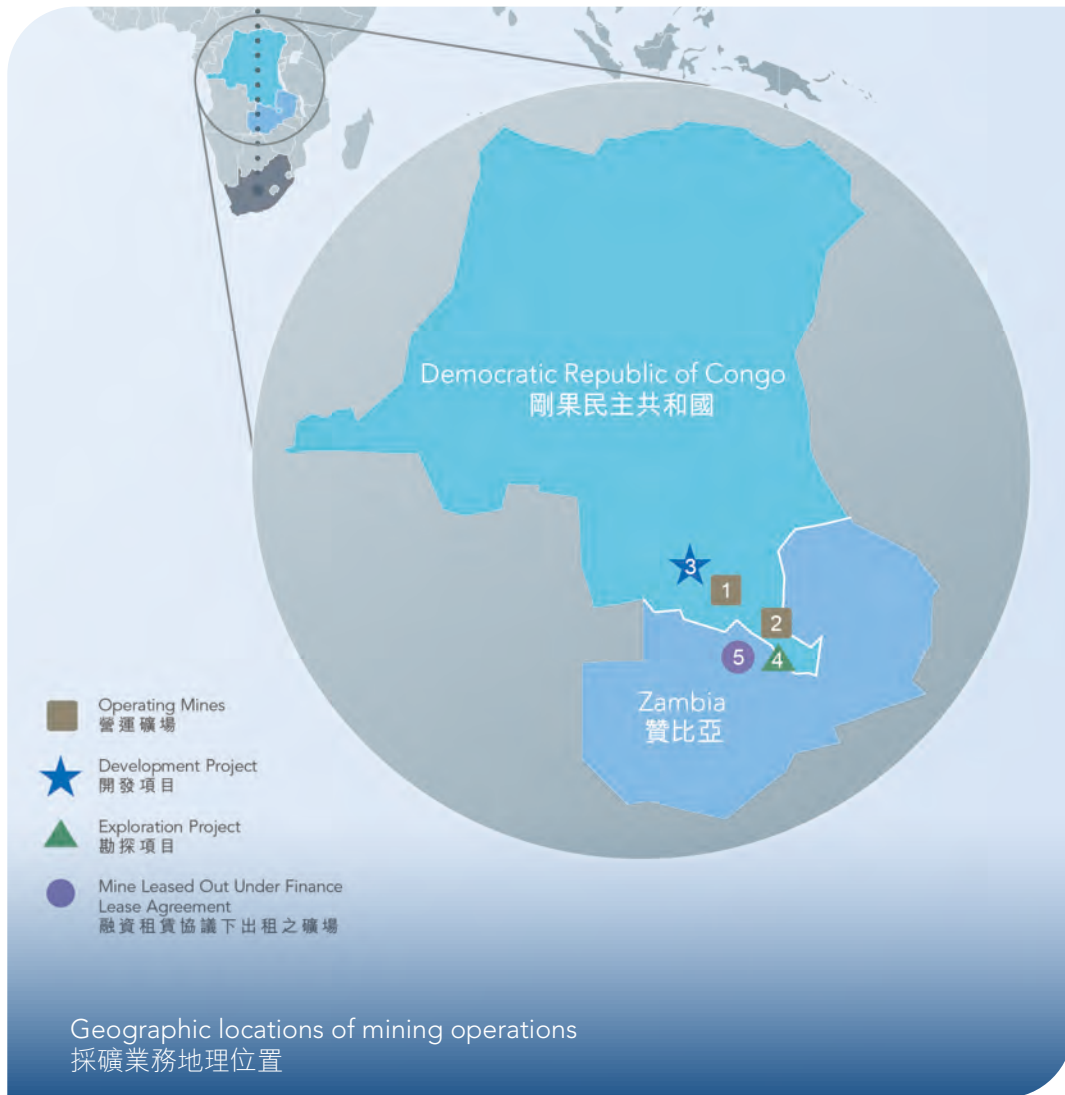 Democratic Republic of Congo
剛果民主共和國
3
1
2
5
4
Zambia
贊比亞
Operating Mines
營運礦場
Development Project
開發項目
Exploration Project
勘探項目
Mine Leased Out Under Finance
Lease Agreement
融資租賃協議下出租之礦場
Geographic locations of mining operations
採礦業務地理位置